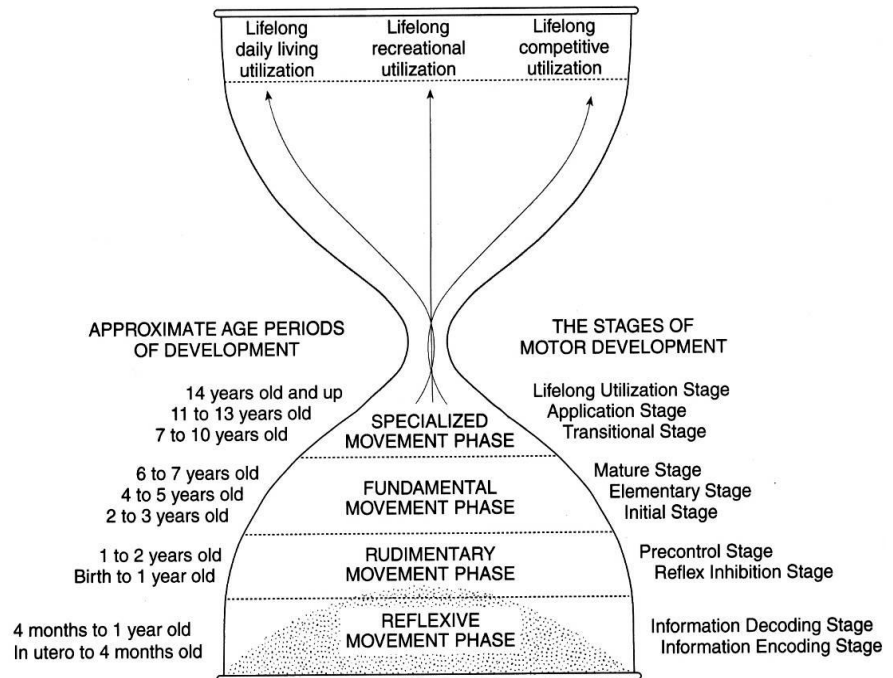 Lifelong daily living utilization
Lifelong recreational utilization
Lifelong competitive utilization
APPROXIMATE AGE PERIODS
OF DEVELOPMENT
THE STAGES OF
MOTOR DEVELOPMENT
14 years old and up
11 to 13 years old
7 to 10 years old
SPECIALIZED
MOVEMENT PHASE
Lifelong Utilization Stage
Application Stage
Transitional Stage
6 to 7 years old
4 to 5 years old
2 to 3 years old
FUNDAMENTAL
MOVEMENT PHASE
Mature Stage
Elementary Stage
Initial Stage
1 to 2 years old
Birth to 1 year old
RUDIMENTARY
MOVEMENT PHASE
Precontrol Stage
Reflex Inhibition Stage
4 months to 1 year old
In utero to 4 months old
REFLEXIVE
MOVEMENT PHASE
Information Decoding Stage
Information Encoding Stage